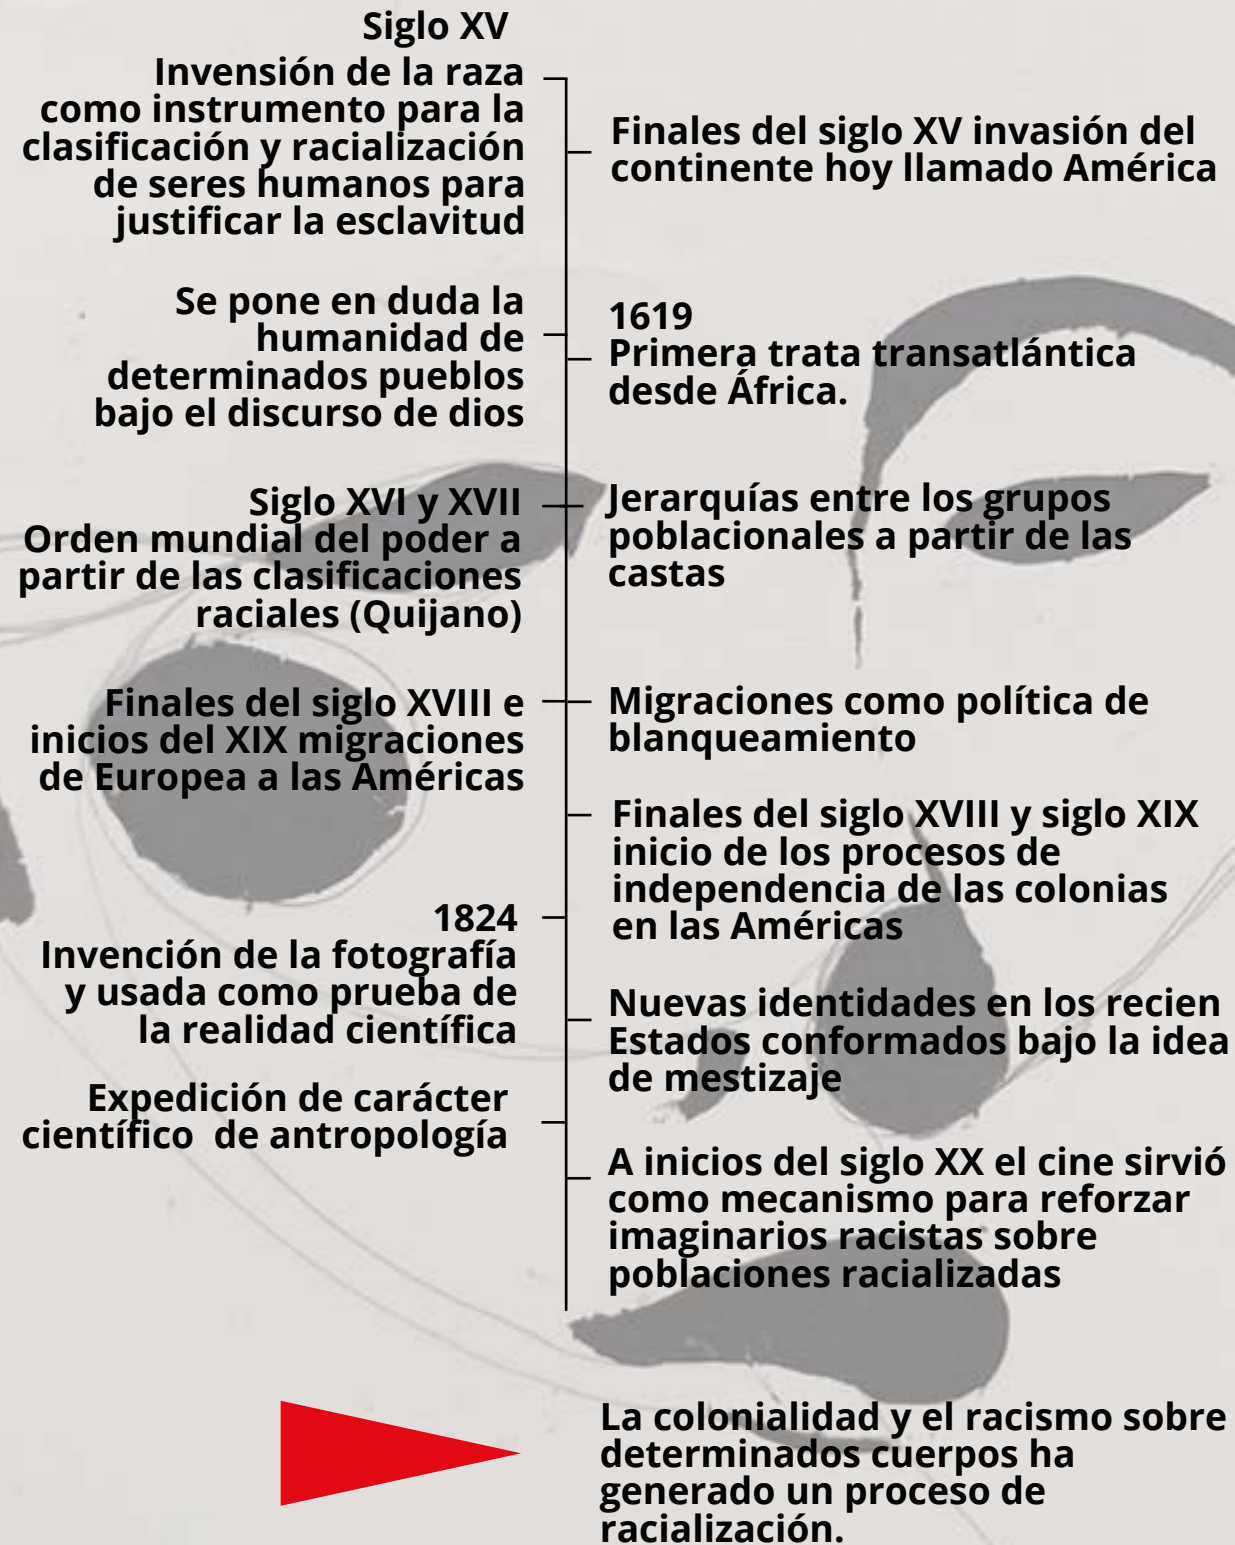 Siglo XV
Invensión de la raza
como instrumento para la
clasificación y racialización
de seres humanos para
justificar la esclavitud
Finales del siglo XV invasión del
continente hoy llamado América
Se pone en duda la
humanidad de
determinados pueblos
bajo el discurso de dios
1619
Primera trata transatlántica
desde África.
Siglo XVI y XVII
Orden mundial del poder a
partir de las clasificaciones
raciales (Quijano)
Jerarquías entre los grupos
poblacionales a partir de las
castas
Finales del siglo XVIII e
inicios del XIX migraciones
de Europea a las Américas
Migraciones como política de
blanqueamiento
Finales del siglo XVIII y siglo XIX
inicio de los procesos de
independencia de las colonias
en las Américas
1824
Invención de la fotografía
y usada como prueba de
la realidad científica
Nuevas identidades en los recien
Estados conformados bajo la idea
de mestizaje
Expedición de carácter
científico  de antropología
A inicios del siglo XX el cine sirvió
como mecanismo para reforzar
imaginarios racistas sobre
poblaciones racializadas
La colonialidad y el racismo sobre
determinados cuerpos ha
generado un proceso de
racialización.